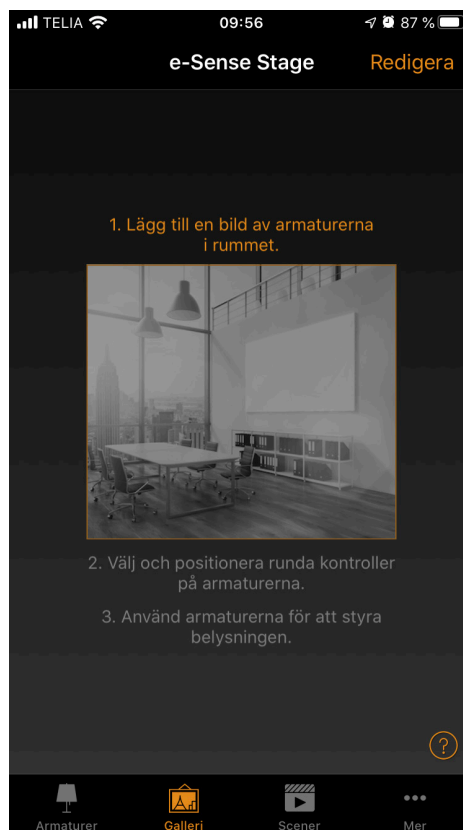 TELIA 09:56 87 %
e-Sense Stage Redigera
1. Lägg till en bild av armaturerna
i rummet.
2. Välj och positionera runda kontroller
på armaturerna.
3. Använd armaturerna för att styra
belysningen.
?
Armaturer Galleri Scener Mer